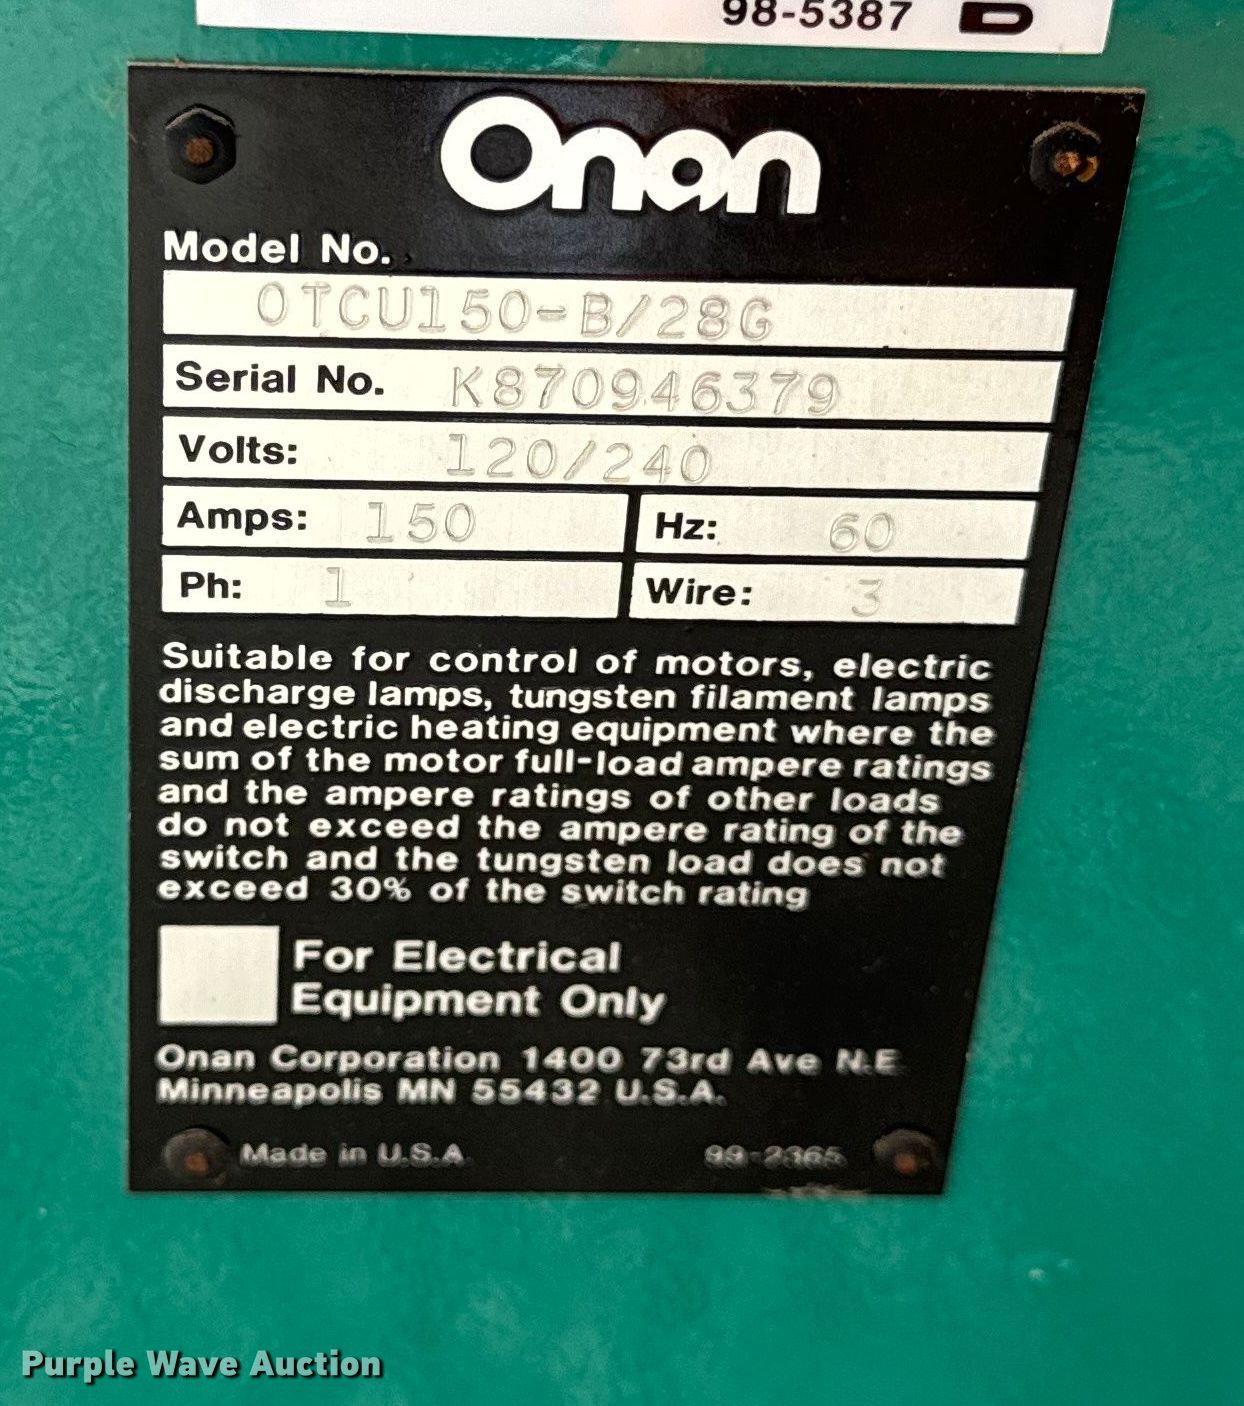 98-5387 D
Onan
Model No.
OTCU150-B/28G
Serial No. K870946379
Volts: 120/240
Amps: 150 Hz: 60
Ph: 1 Wire: 3
Suitable for control of motors, electric
discharge lamps, tungsten filament lamps
and electric heating equipment where the
sum of the motor full-load ampere ratings
and the ampere ratings of other loads
do not exceed the ampere rating of the
switch and the tungsten load does not
exceed 30% of the switch rating
For Electrical
Equipment Only
Onan Corporation 1400 73rd Ave N.E
Minneapolis MN 55432 U.S.A.
Made in U.S.A 99-2365
Purple Wave Auction